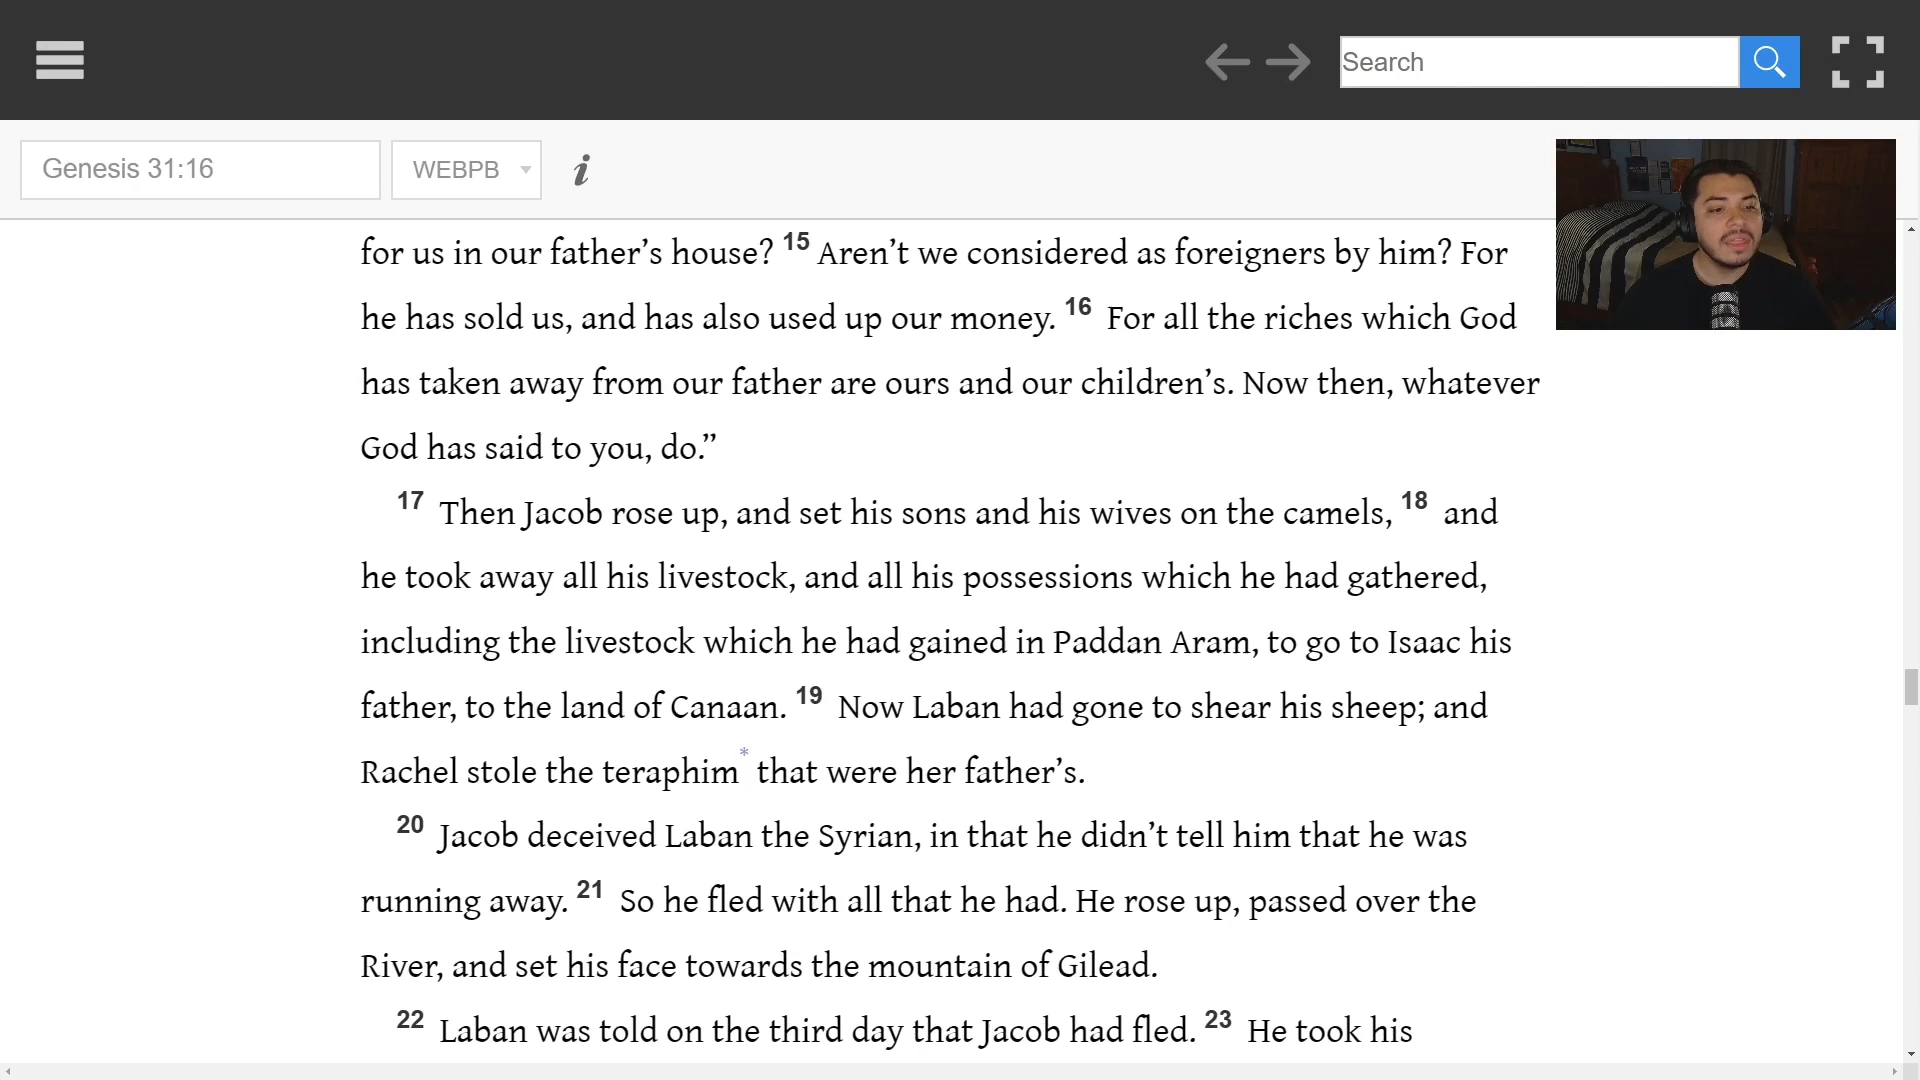 Search
Genesis 31:16
WEBPB
i
for us in our father’s house? 15 Aren’t we considered as foreigners by him? For
he has sold us, and has also used up our money. 16 For all the riches which God
has taken away from our father are ours and our children’s. Now then, whatever
God has said to you, do.”
17 Then Jacob rose up, and set his sons and his wives on the camels, 18 and
he took away all his livestock, and all his possessions which he had gathered,
including the livestock which he had gained in Paddan Aram, to go to Isaac his
father, to the land of Canaan. 19 Now Laban had gone to shear his sheep; and
Rachel stole the teraphim* that were her father’s.
20 Jacob deceived Laban the Syrian, in that he didn’t tell him that he was
running away. 21 So he fled with all that he had. He rose up, passed over the
River, and set his face towards the mountain of Gilead.
22 Laban was told on the third day that Jacob had fled. 23 He took his